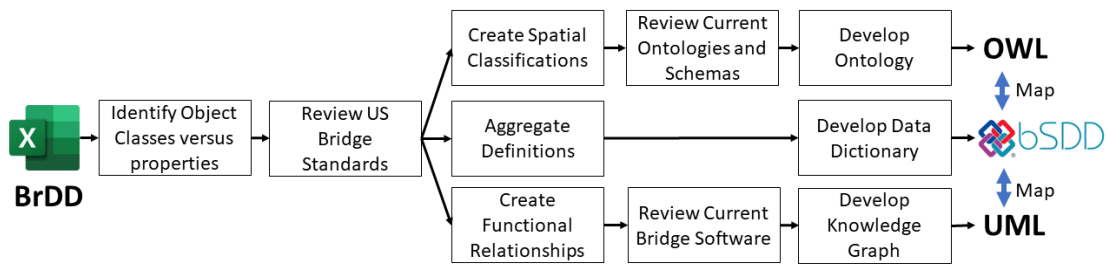 BrDD
X
Identify Object
Classes versus
properties
Review US
Bridge
Standards
Create Spatial
Classifications
Review Current
Ontologies and
Schemas
Develop
Ontology
OWL
Map
Aggregate
Definitions
Develop Data
Dictionary
bSDD
Map
Create
Functional
Relationships
Review Current
Bridge Software
Develop
Knowledge
Graph
UML